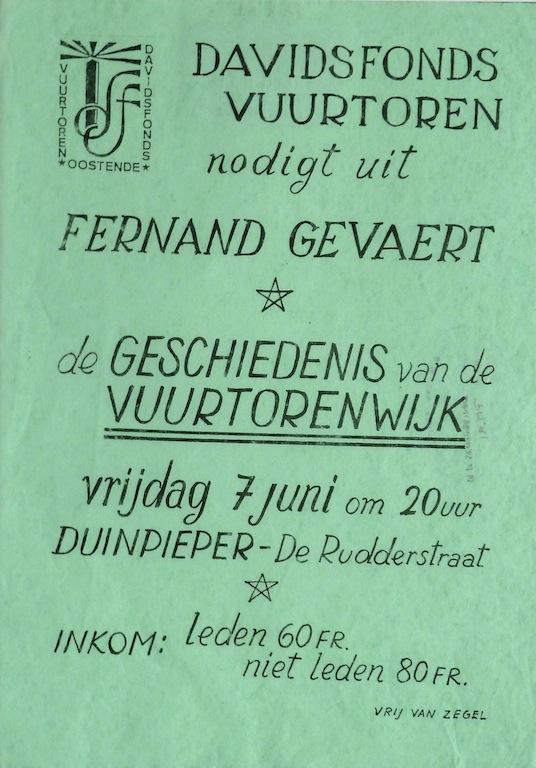 VUURTOREN
DAVIDSFONDS
*OOSTENDE*
DAVIDSFONDS
VUURTOREN
nodigt uit
FERNAND GEVAERT
de GESCHIEDENIS van de
VUURTORENWIJK
vrijdag 7 juni om 20 uur
DUINPIEPER - De Rudderstraat
INKOM: leden 60 FR.
niet leden 80 FR.
VRIJ VAN ZEGEL